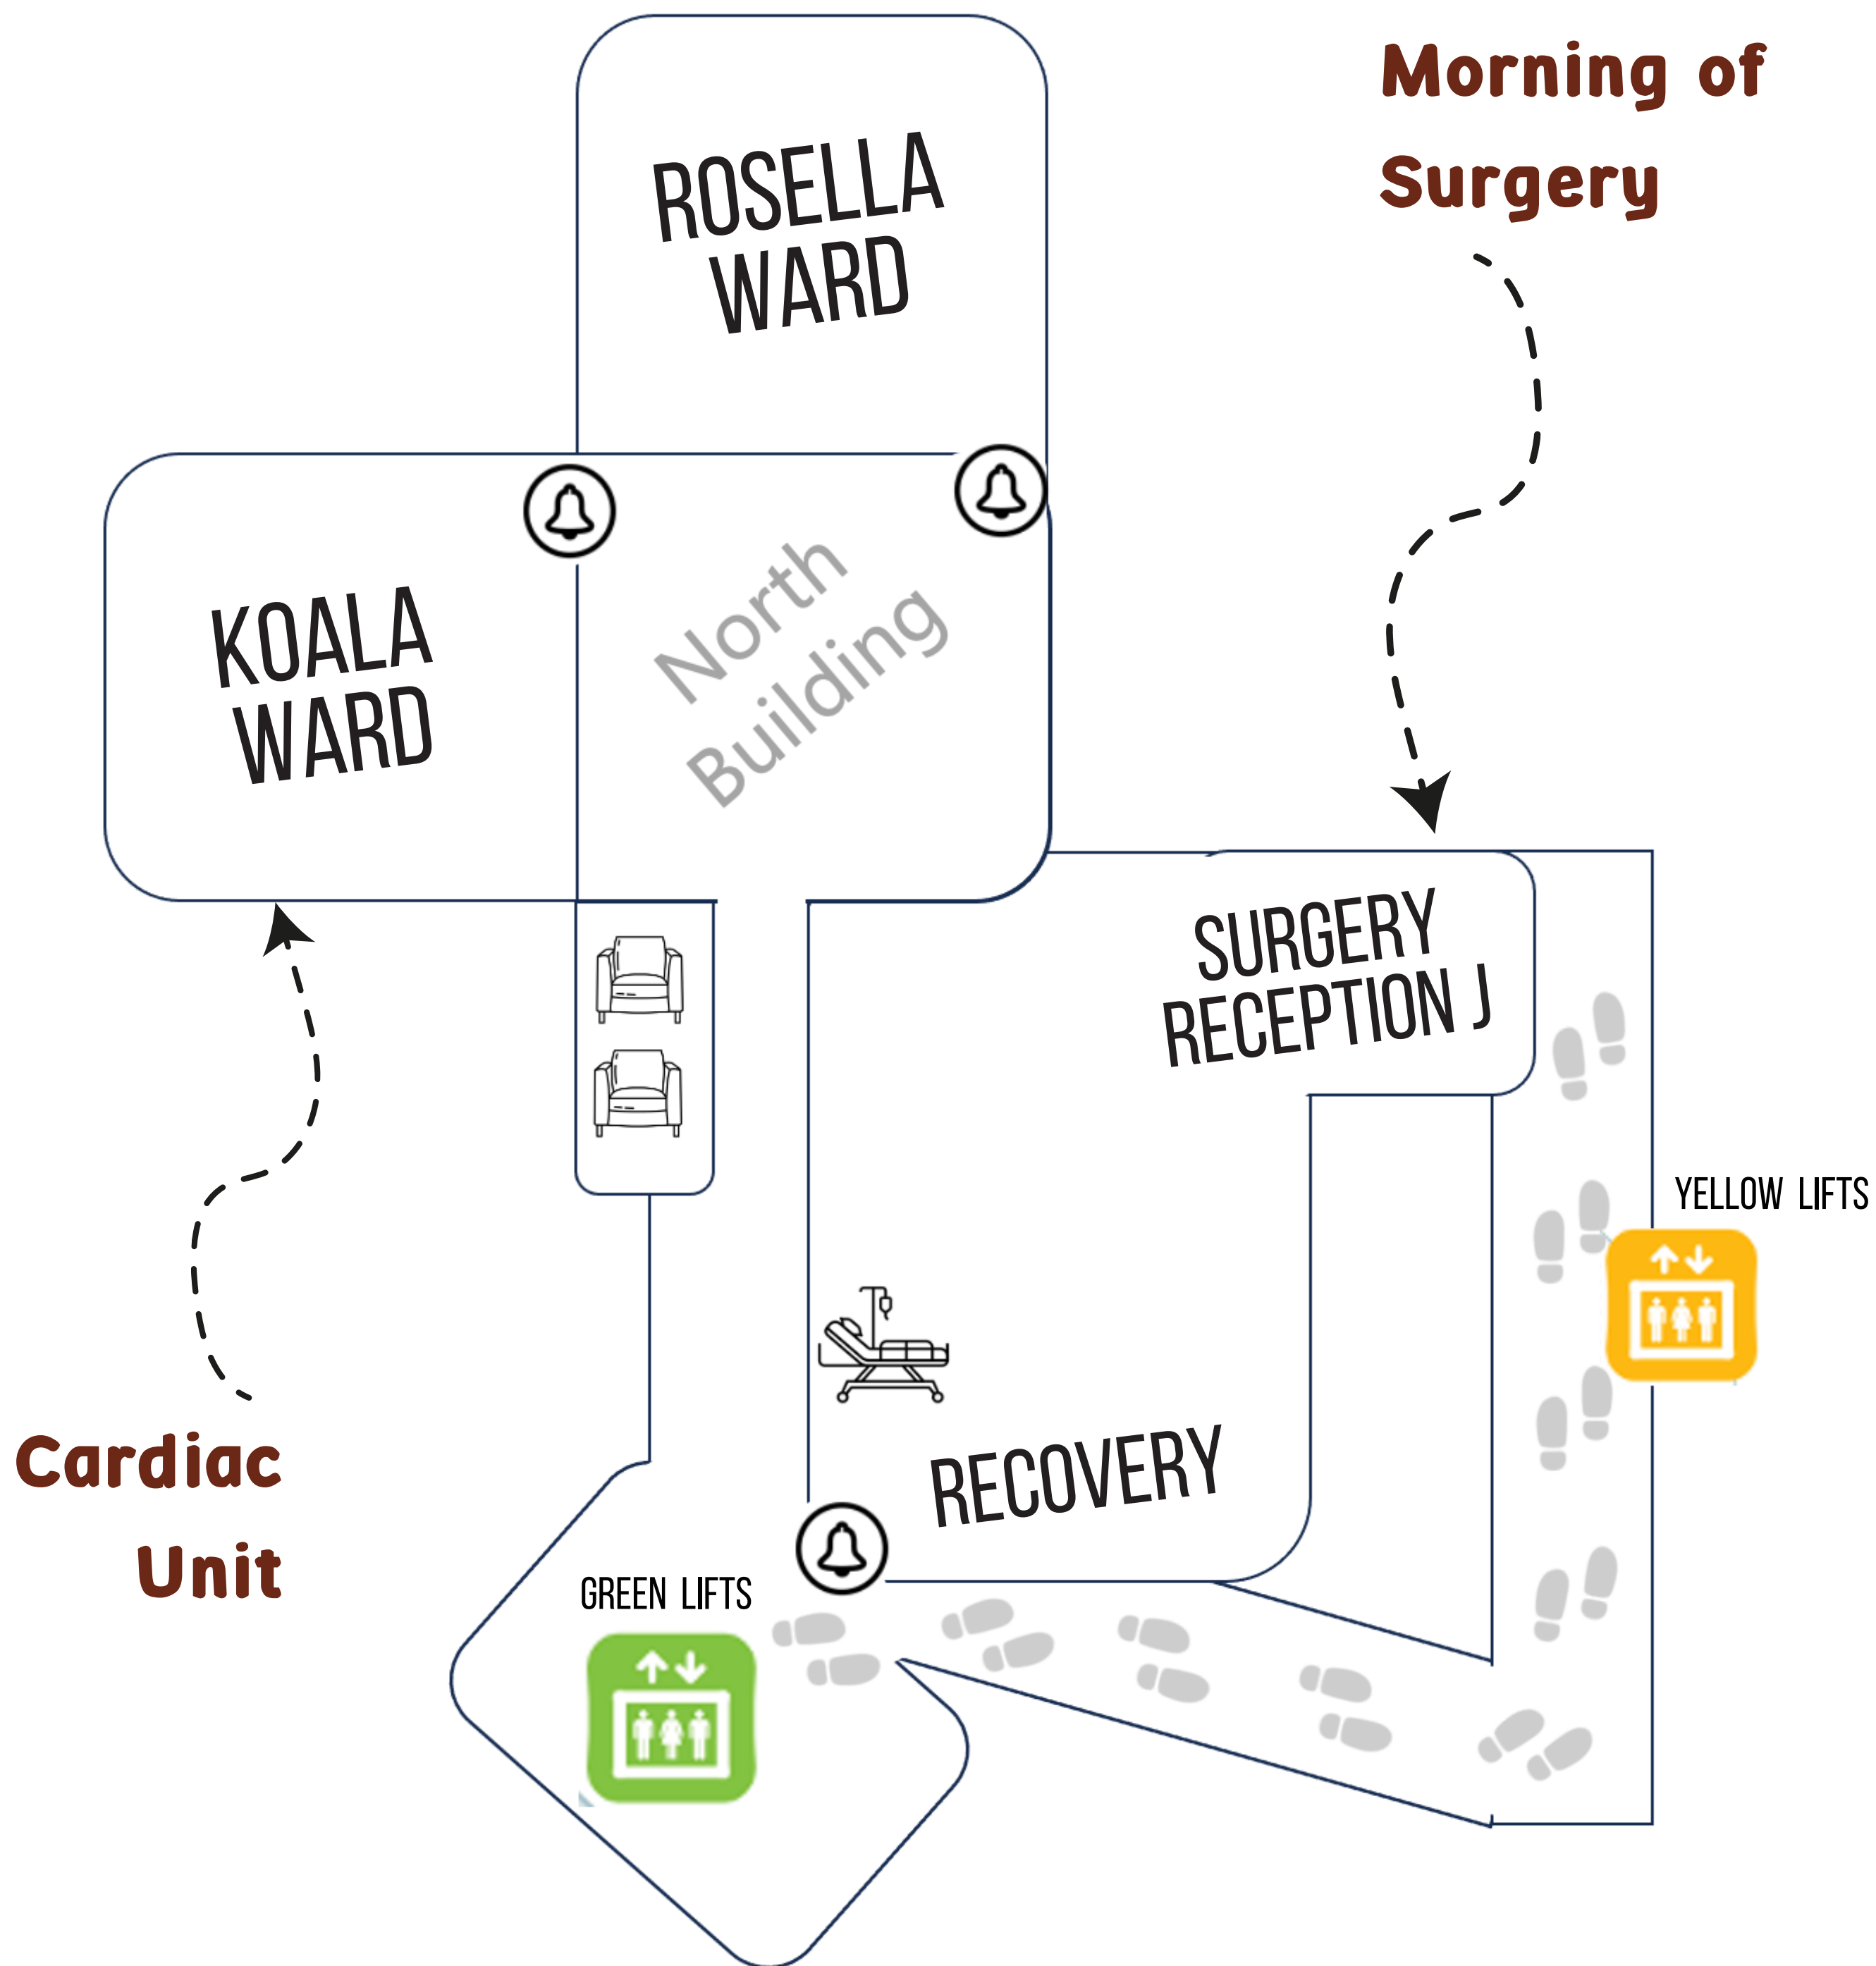 Morning of
Surgery
ROSELLA
WARD
KOALA
WARD
North
Building
SURGERY
RECEPTION J
YELLOW LIFTS
RECOVERY
Cardiac
Unit
GREEN LIFTS